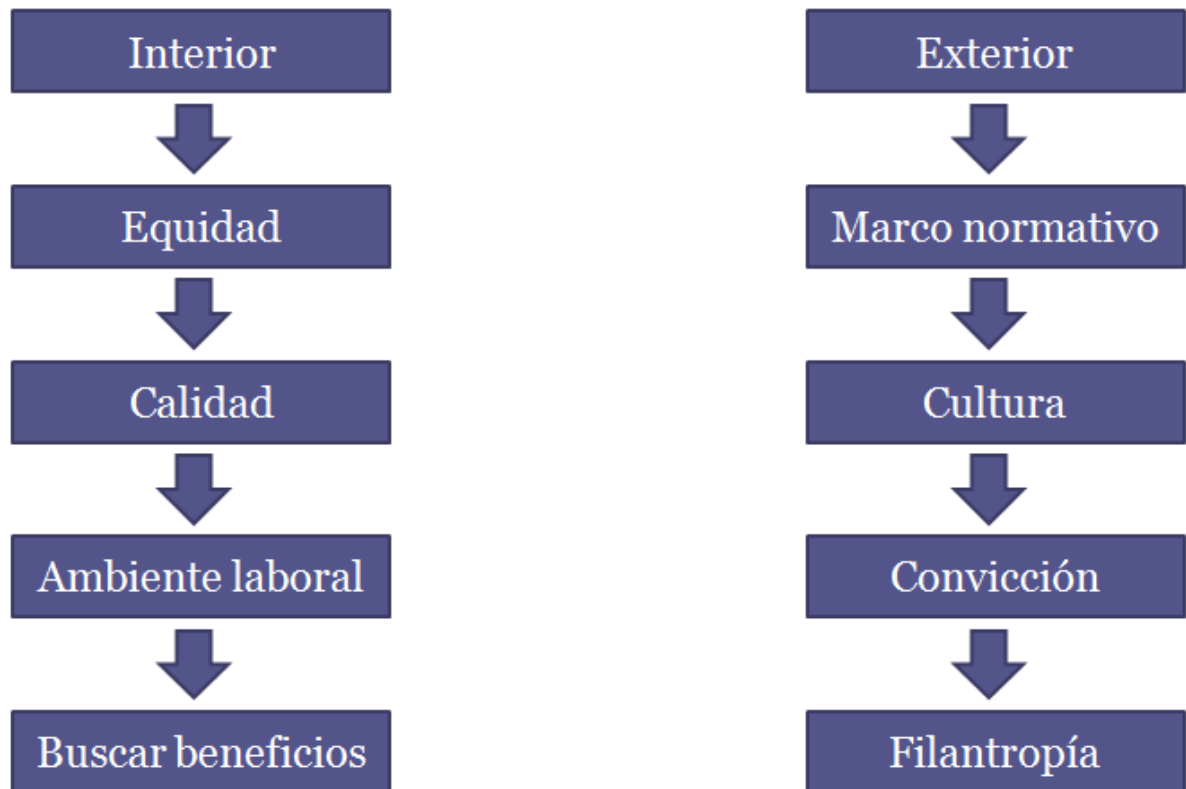 Interior
Equidad
Calidad
Ambiente laboral
Buscar beneficios
Exterior
Marco normativo
Cultura
Convicción
Filantropía